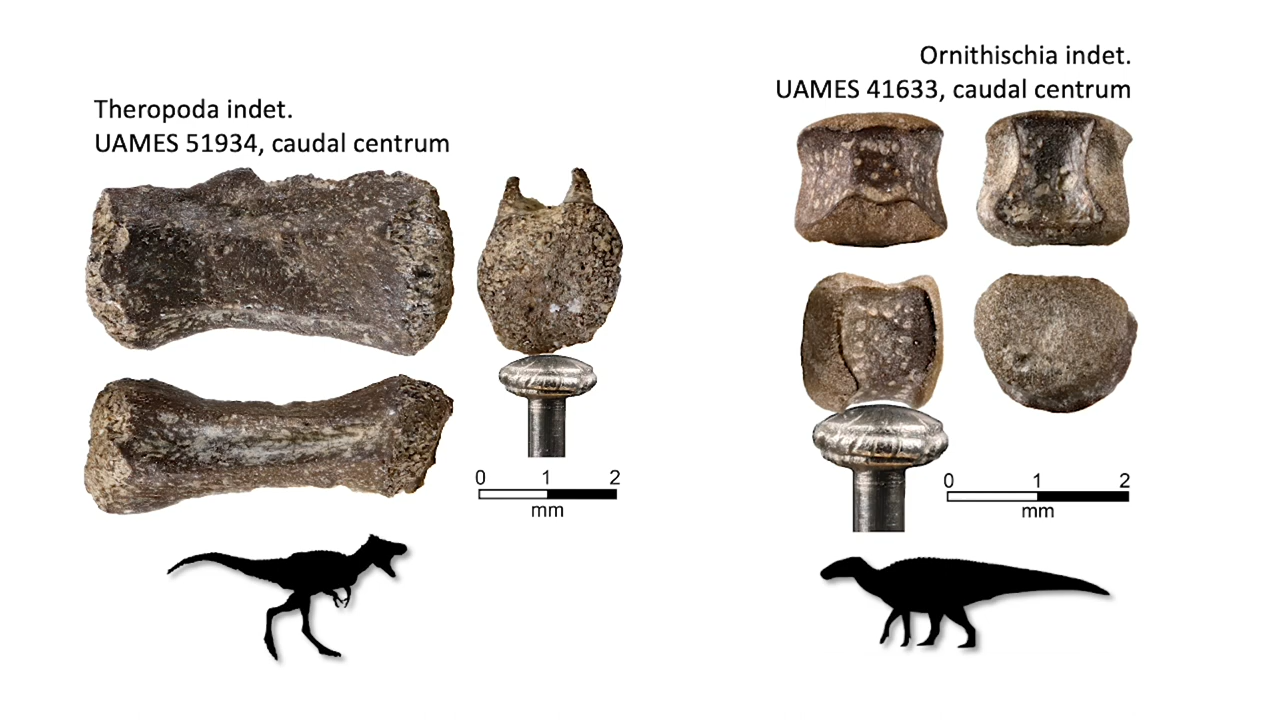 Theropoda indet.
UAMES 51934, caudal centrum
0 1 2
mm
Ornithischia indet.
UAMES 41633, caudal centrum
0 1 2
mm